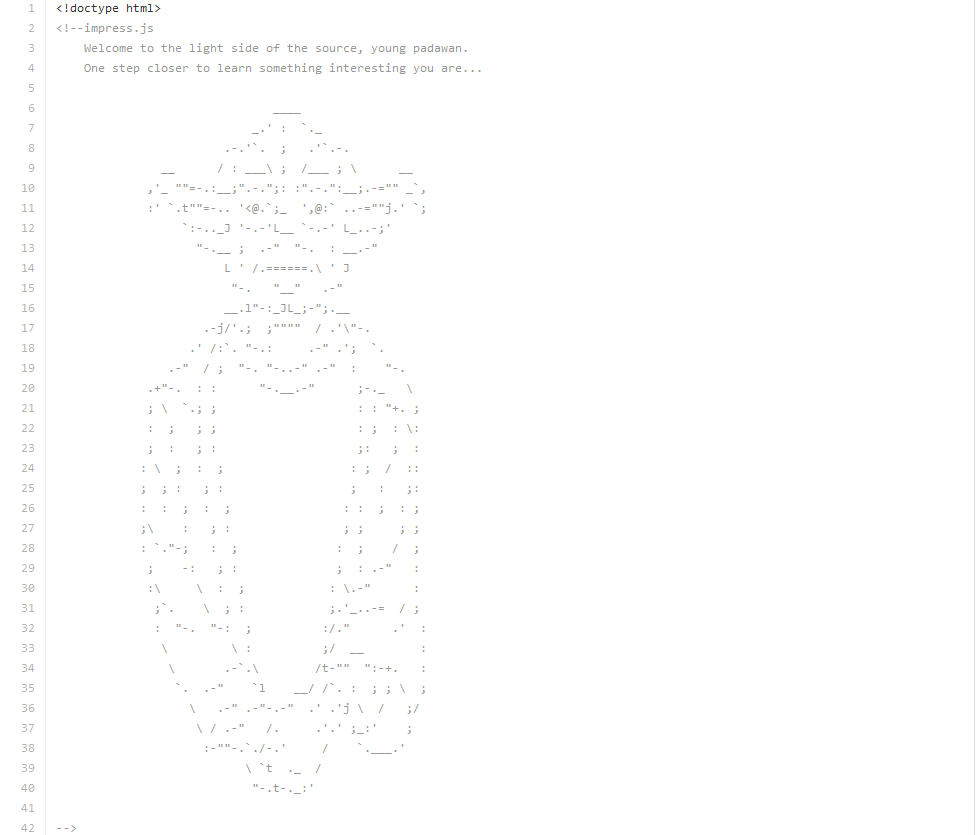 1 <!doctype html>
2 <!--impress.js
3     Welcome to the light side of the source, young padawan.
4     One step closer to learn something interesting you are...
5
6                                ____
7                             _.' :  `._
8                         .-.'`.  ;   .'`.-.
9                __      / : ___\ ;  /___ ; \      __
10              ,'_ ""=-.:__;".-.";: :".-.":__;.-="" _`,
11              :' `.t""=-.. '<@.`;_  ',@:` ..-=""j.' `;
12                   `:-.._J '-.-'L__ `-.-' L_..-;'
13                     "-.__ ;  .-"  "-.  : __.-"
14                         L ' /.======.\ ' J
15                          "-.   "__"   .-"
16                         __.l"-:_JL_;-";.__
17                      .-j/'.;  ;""""  / .'\"-.
18                    .' /:`. "-.:     .-" .';  `.
19                 .-"  / ;  "-. "-..-" .-"  :    "-.
20              .+"-.  : :      "-.__.-"      ;-._   \
21              ; \  `.; ;                    : : "+. ;
22              :  ;   ; ;                    : ;  : \:
23              ;  :   ; :                    ;:   ;  :
24             : \  ;  :  ;                  : ;  /  ::
25             ;  ; :   ; :                  ;   :   ;:
26             :  :  ;  :  ;                : :  ;  : ;
27             ;\    :   ; :                ; ;     ; ;
28             : `."-;   :  ;              :  ;    /  ;
29              ;    -:   ; :              ;  : .-"   :
30              :\     \  :  ;            : \.-"      :
31               ;`.    \  ; :            ;.'_..-=  / ;
32               :  "-.  "-:  ;          :/."      .'  :
33                \         \ :          ;/  __        :
34                 \       .-`.\        /t-""  ":-+.   :
35                  `.  .-"    `l    __/ /`. :  ; ; \  ;
36                    \   .-" .-"-.-"  .' .'j \  /   ;/
37                     \ / .-"   /.     .'.' ;_:'    ;
38                      :-""-.`./-.'     /    `.___.'
39                            \ `t  ._  /
40                             "-.t-._:'
41
42 -->